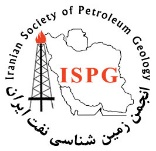 Iranian Society of Petroleum Geology
ISPG
انجمن زمین شناسی نفت ایران